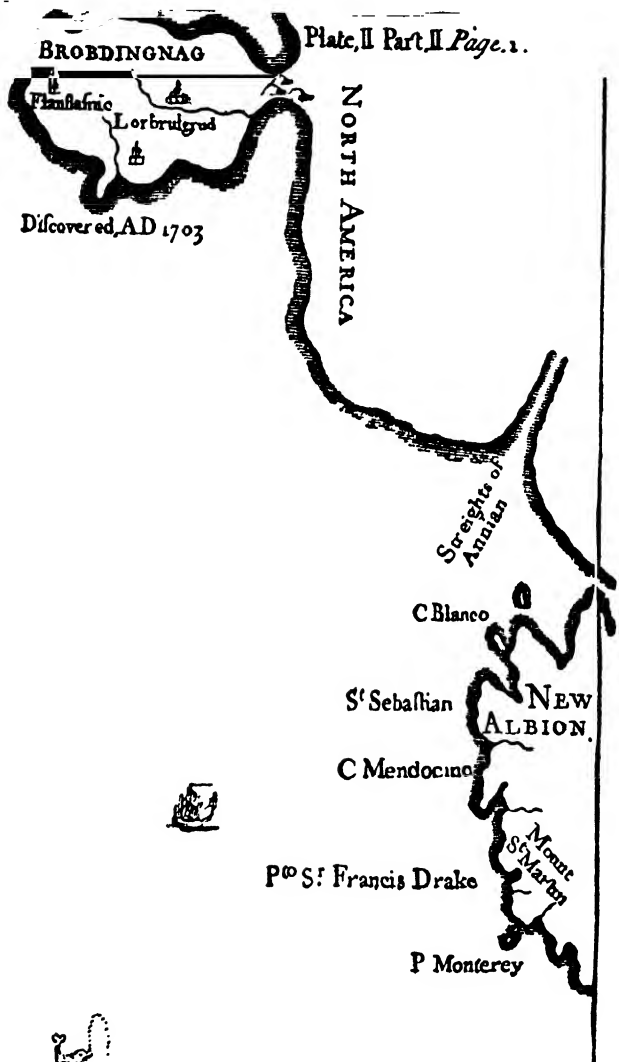 Plate, II Part, II Page. 1.
BROBDINGNAG
Flanflasnic
Lorbrulgrud
NORTH AMERICA
Diſcovered, AD 1703
Streights of
Annian
C Blanco
Sᵗ Sebaſtian
NEW
ALBION.
C Mendocino
Mount
Sᵗ Martin
Pᵗᵒ Sʳ. Francis Drake
P Monterey